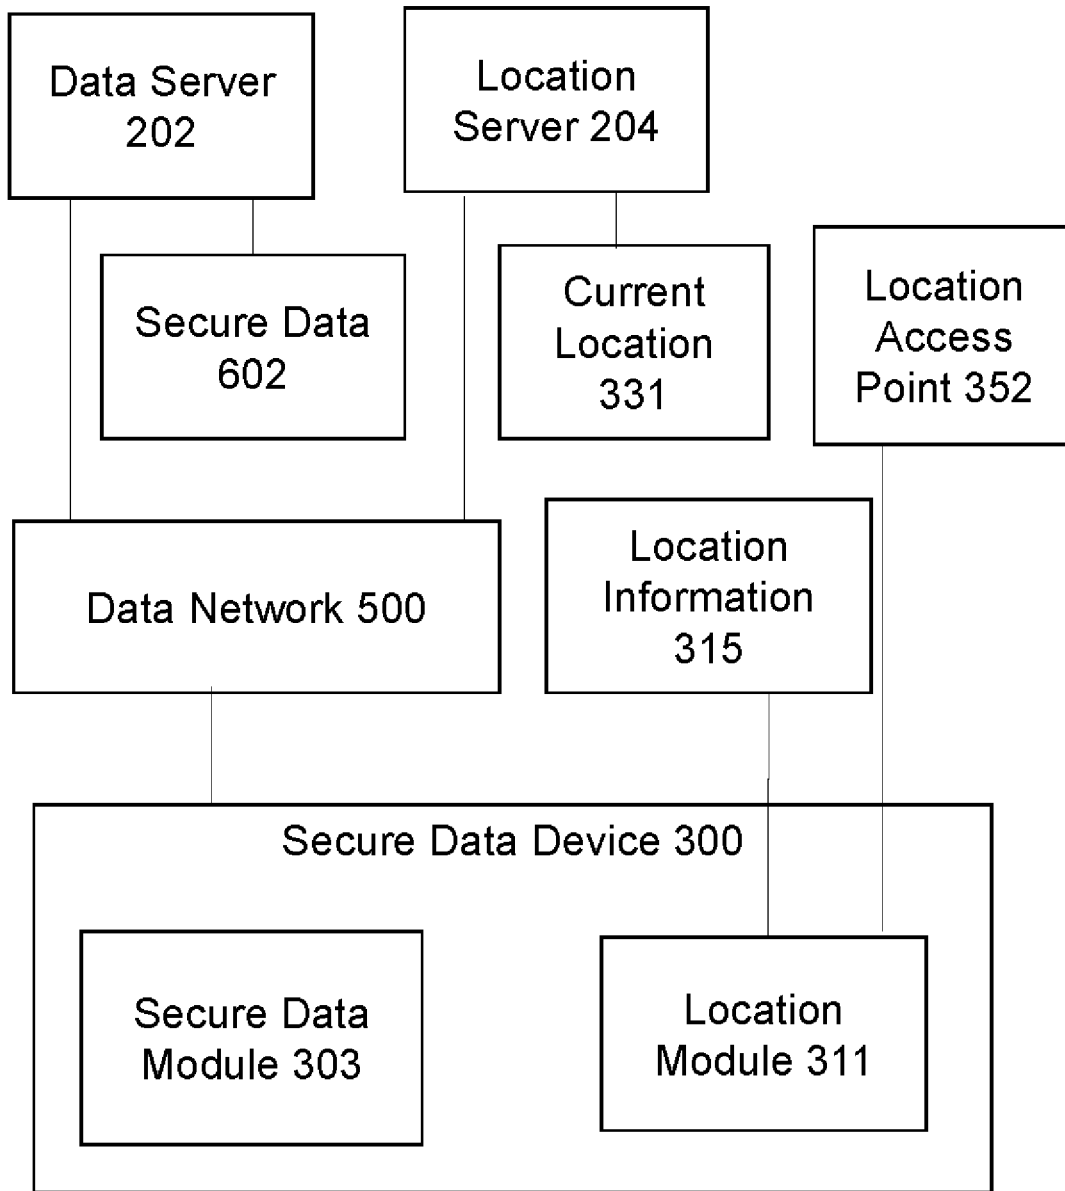 Data Server
202
Location
Server 204
Secure Data
602
Current
Location
331
Location
Access
Point 352
Data Network 500
Location
Information
315
Secure Data Device 300
Secure Data
Module 303
Location
Module 311